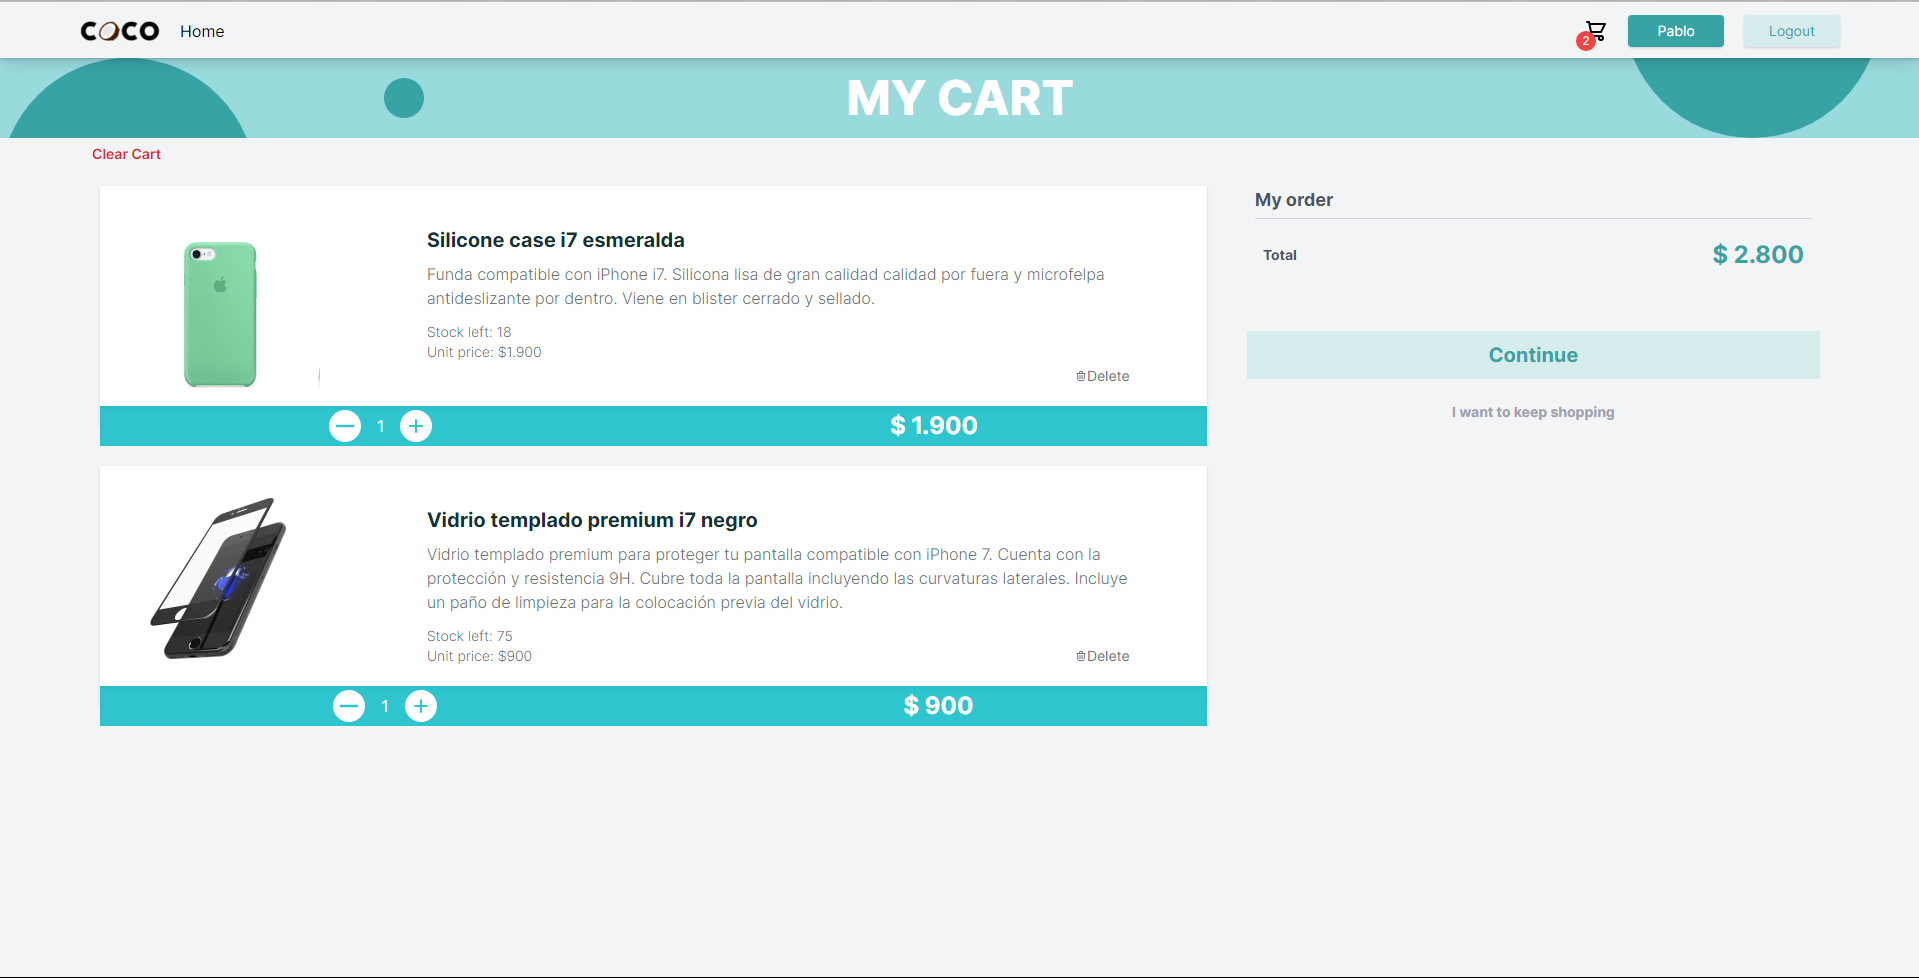 COCO
Home
2
Pablo
Logout
MY CART
Clear Cart
Silicone case i7 esmeralda
Funda compatible con iPhone i7. Silicona lisa de gran calidad calidad por fuera y microfelpa
antideslizante por dentro. Viene en blister cerrado y sellado.
Stock left: 18
Unit price: $1.900
Delete
1
$ 1.900
Vidrio templado premium i7 negro
Vidrio templado premium para proteger tu pantalla compatible con iPhone 7. Cuenta con la
protección y resistencia 9H. Cubre toda la pantalla incluyendo las curvaturas laterales. Incluye
un paño de limpieza para la colocación previa del vidrio.
Stock left: 75
Unit price: $900
Delete
1
$ 900
My order
Total
$ 2.800
Continue
I want to keep shopping